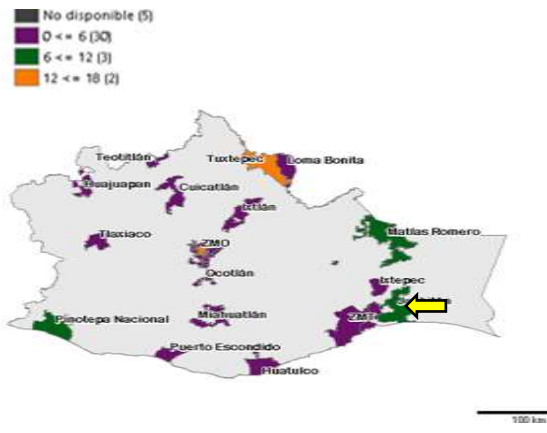 No disponible (5)
0 <= 6 (30)
6 <= 12 (3)
12 <= 18 (2)
Teotitlán
Tuxtepec
Loma Bonita
Huajuapan
Cuicatlán
Ixtlán
Tlaxiaco
ZMO
Matías Romero
Ocotlán
Ixtepec
Pinotepa Nacional
Miahuatlán
ZMT
Puerto Escondido
Huatulco
100 km